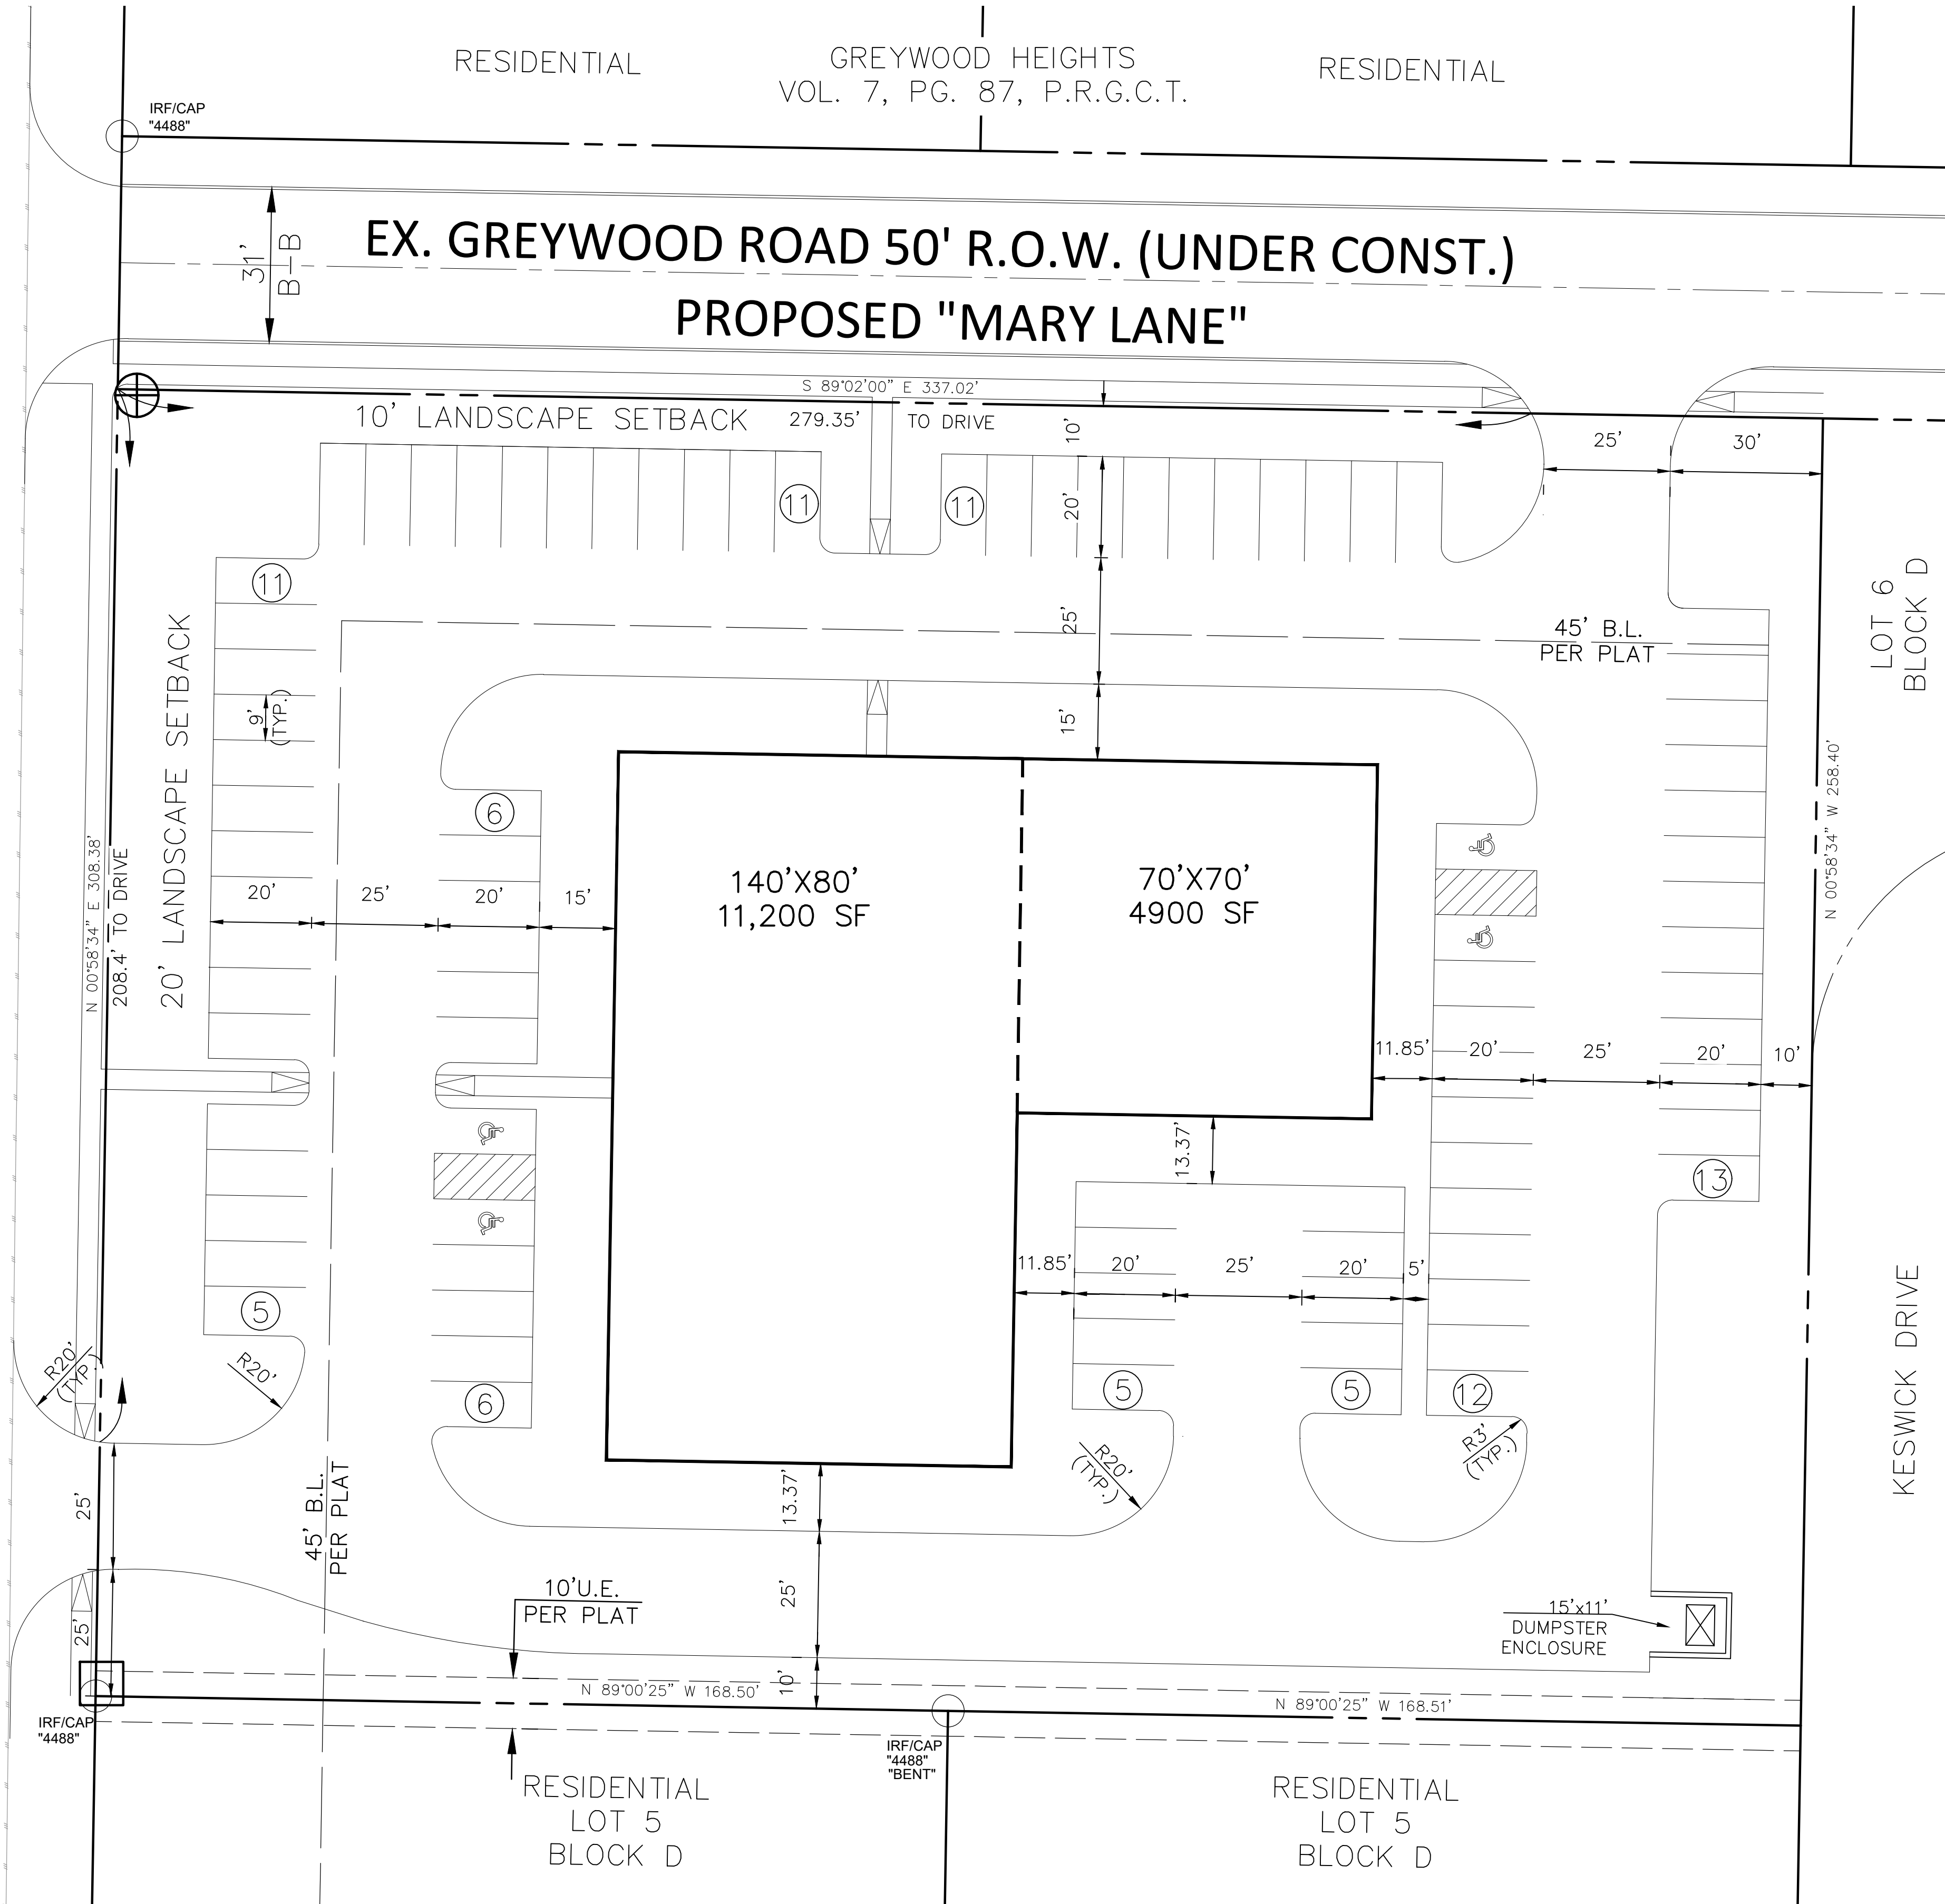 RESIDENTIAL
GREYWOOD HEIGHTS
VOL. 7, PG. 87, P.R.G.C.T.
RESIDENTIAL
IRF/CAP
"4488"
31'
B-B
EX. GREYWOOD ROAD 50' R.O.W. (UNDER CONST.)
PROPOSED "MARY LANE"
S 89°02'00" E 337.02'
10' LANDSCAPE SETBACK
279.35' TO DRIVE
10'
25'
30'
11
11
20'
11
25'
45' B.L.
PER PLAT
LOT 6
BLOCK D
20' LANDSCAPE SETBACK
9'
(TYP.)
15'
6
N 00°58'34" E 308.38'
208.4' TO DRIVE
N 00°58'34" W 258.40'
140'X80'
11,200 SF
70'X70'
4900 SF
20'
25'
20'
15'
11.85'
20'
25'
20'
10'
13.37'
13
11.85'
20'
25'
20'
5'
5
R20'
(TYP.)
R20'
6
5
5
12
R20'
(TYP.)
R3'
(TYP.)
KESWICK DRIVE
25'
45' B.L.
PER PLAT
13.37'
25'
10'U.E.
PER PLAT
25'
15'x11'
DUMPSTER
ENCLOSURE
10'
N 89°00'25" W 168.50'
N 89°00'25" W 168.51'
IRF/CAP
"4488"
IRF/CAP
"4488"
"BENT"
RESIDENTIAL
LOT 5
BLOCK D
RESIDENTIAL
LOT 5
BLOCK D